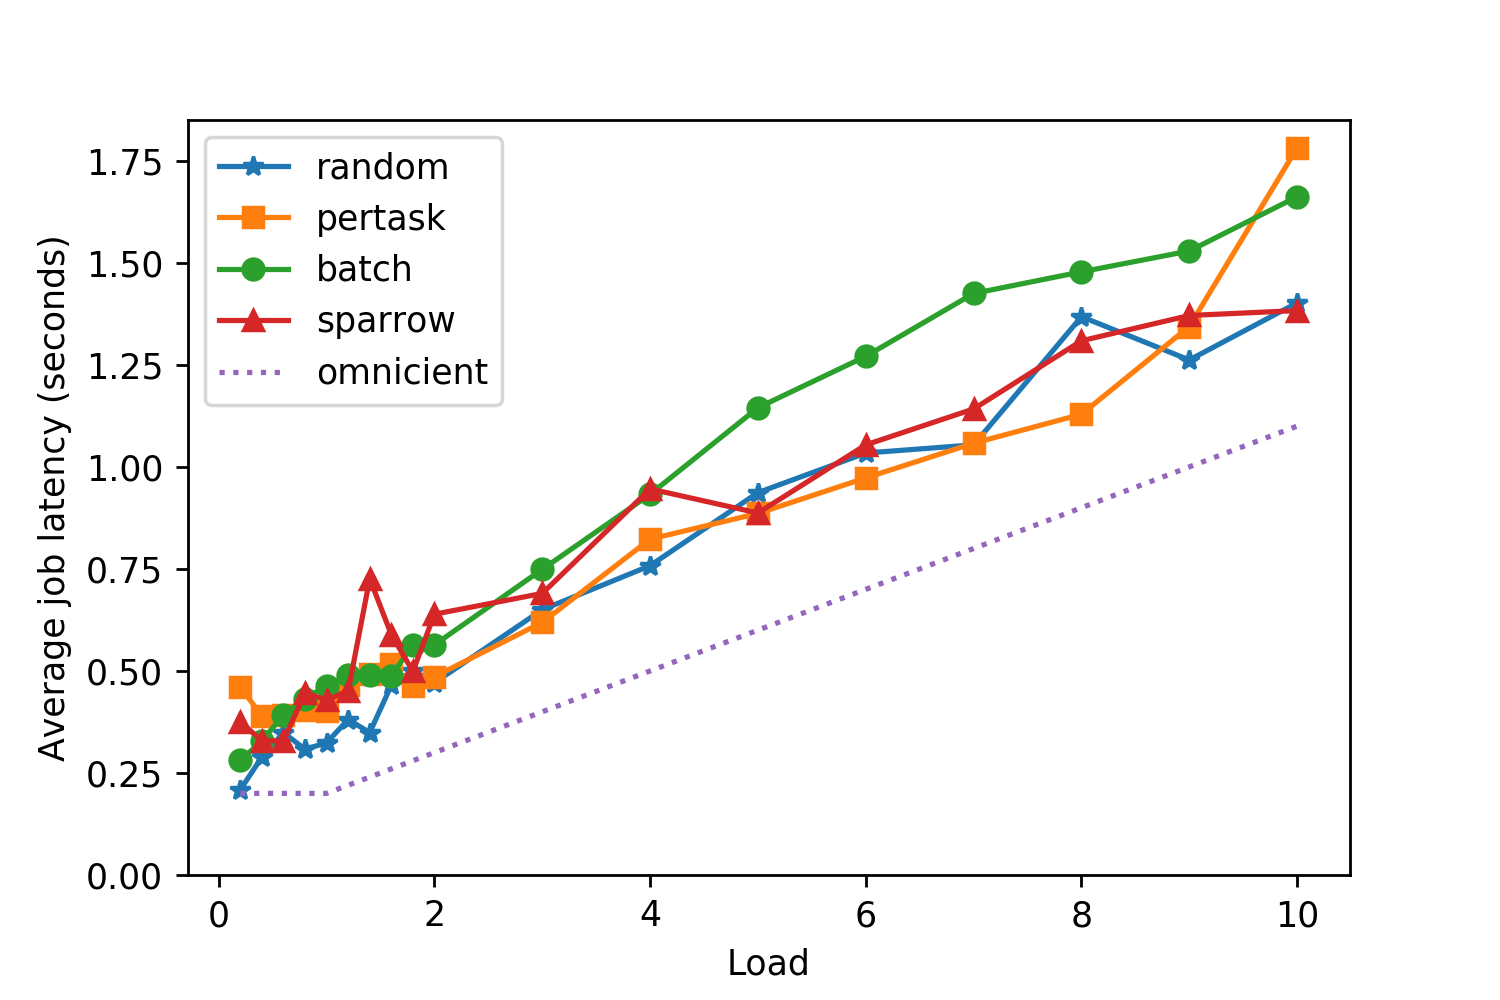 random
pertask
batch
sparrow
omnicient
1.75
1.50
1.25
1.00
0.75
0.50
0.25
0.00
Average job latency (seconds)
0 2 4 6 8 10
Load